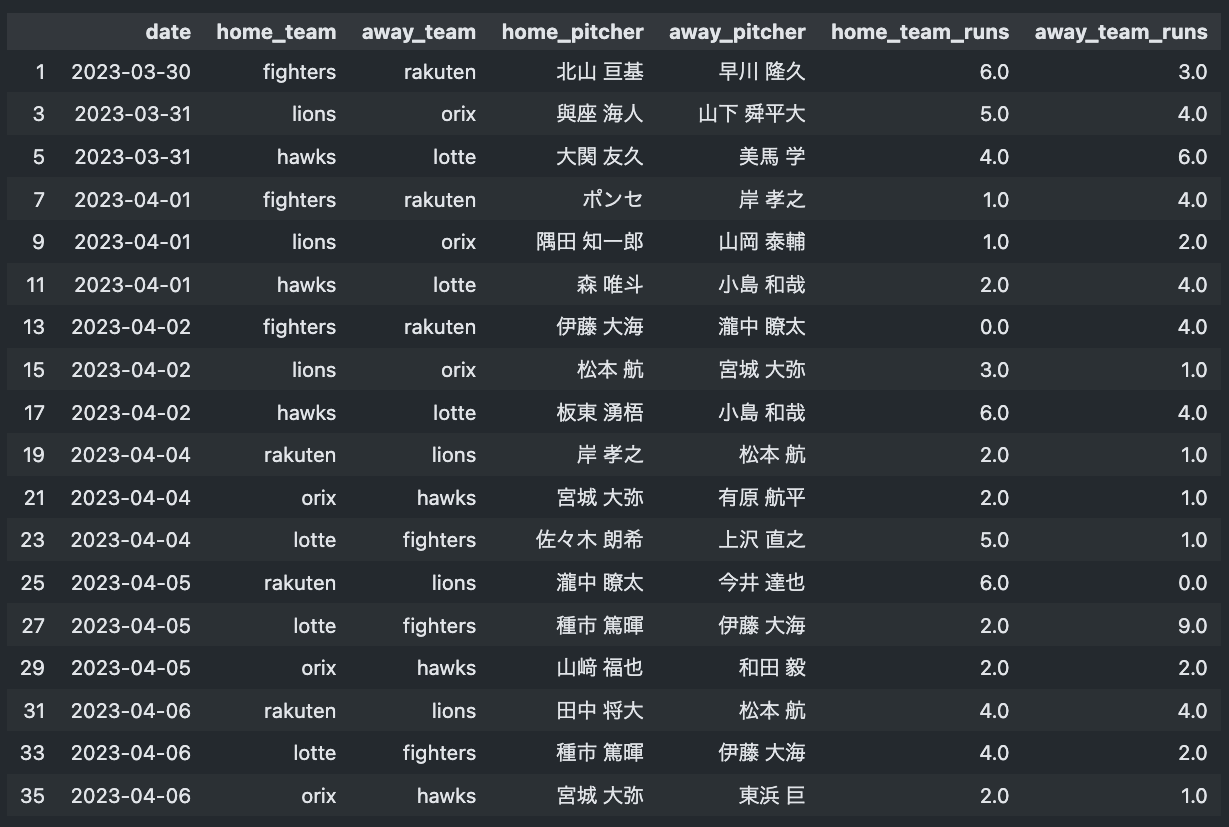 date home_team away_team home_pitcher away_pitcher home_team_runs away_team_runs
1 2023-03-30 fighters rakuten 北山 亘基 早川 隆久 6.0 3.0
3 2023-03-31 lions orix 與座 海人 山下 舜平大 5.0 4.0
5 2023-03-31 hawks lotte 大関 友久 美馬 学 4.0 6.0
7 2023-04-01 fighters rakuten ポンセ 岸 孝之 1.0 4.0
9 2023-04-01 lions orix 隅田 知一郎 山岡 泰輔 1.0 2.0
11 2023-04-01 hawks lotte 森 唯斗 小島 和哉 2.0 4.0
13 2023-04-02 fighters rakuten 伊藤 大海 瀧中 瞭太 0.0 4.0
15 2023-04-02 lions orix 松本 航 宮城 大弥 3.0 1.0
17 2023-04-02 hawks lotte 板東 湧梧 小島 和哉 6.0 4.0
19 2023-04-04 rakuten lions 岸 孝之 松本 航 2.0 1.0
21 2023-04-04 orix hawks 宮城 大弥 有原 航平 2.0 1.0
23 2023-04-04 lotte fighters 佐々木 朗希 上沢 直之 5.0 1.0
25 2023-04-05 rakuten lions 瀧中 瞭太 今井 達也 6.0 0.0
27 2023-04-05 lotte fighters 種市 篤暉 伊藤 大海 2.0 9.0
29 2023-04-05 orix hawks 山﨑 福也 和田 毅 2.0 2.0
31 2023-04-06 rakuten lions 田中 将大 松本 航 4.0 4.0
33 2023-04-06 lotte fighters 種市 篤暉 伊藤 大海 4.0 2.0
35 2023-04-06 orix hawks 宮城 大弥 東浜 巨 2.0 1.0